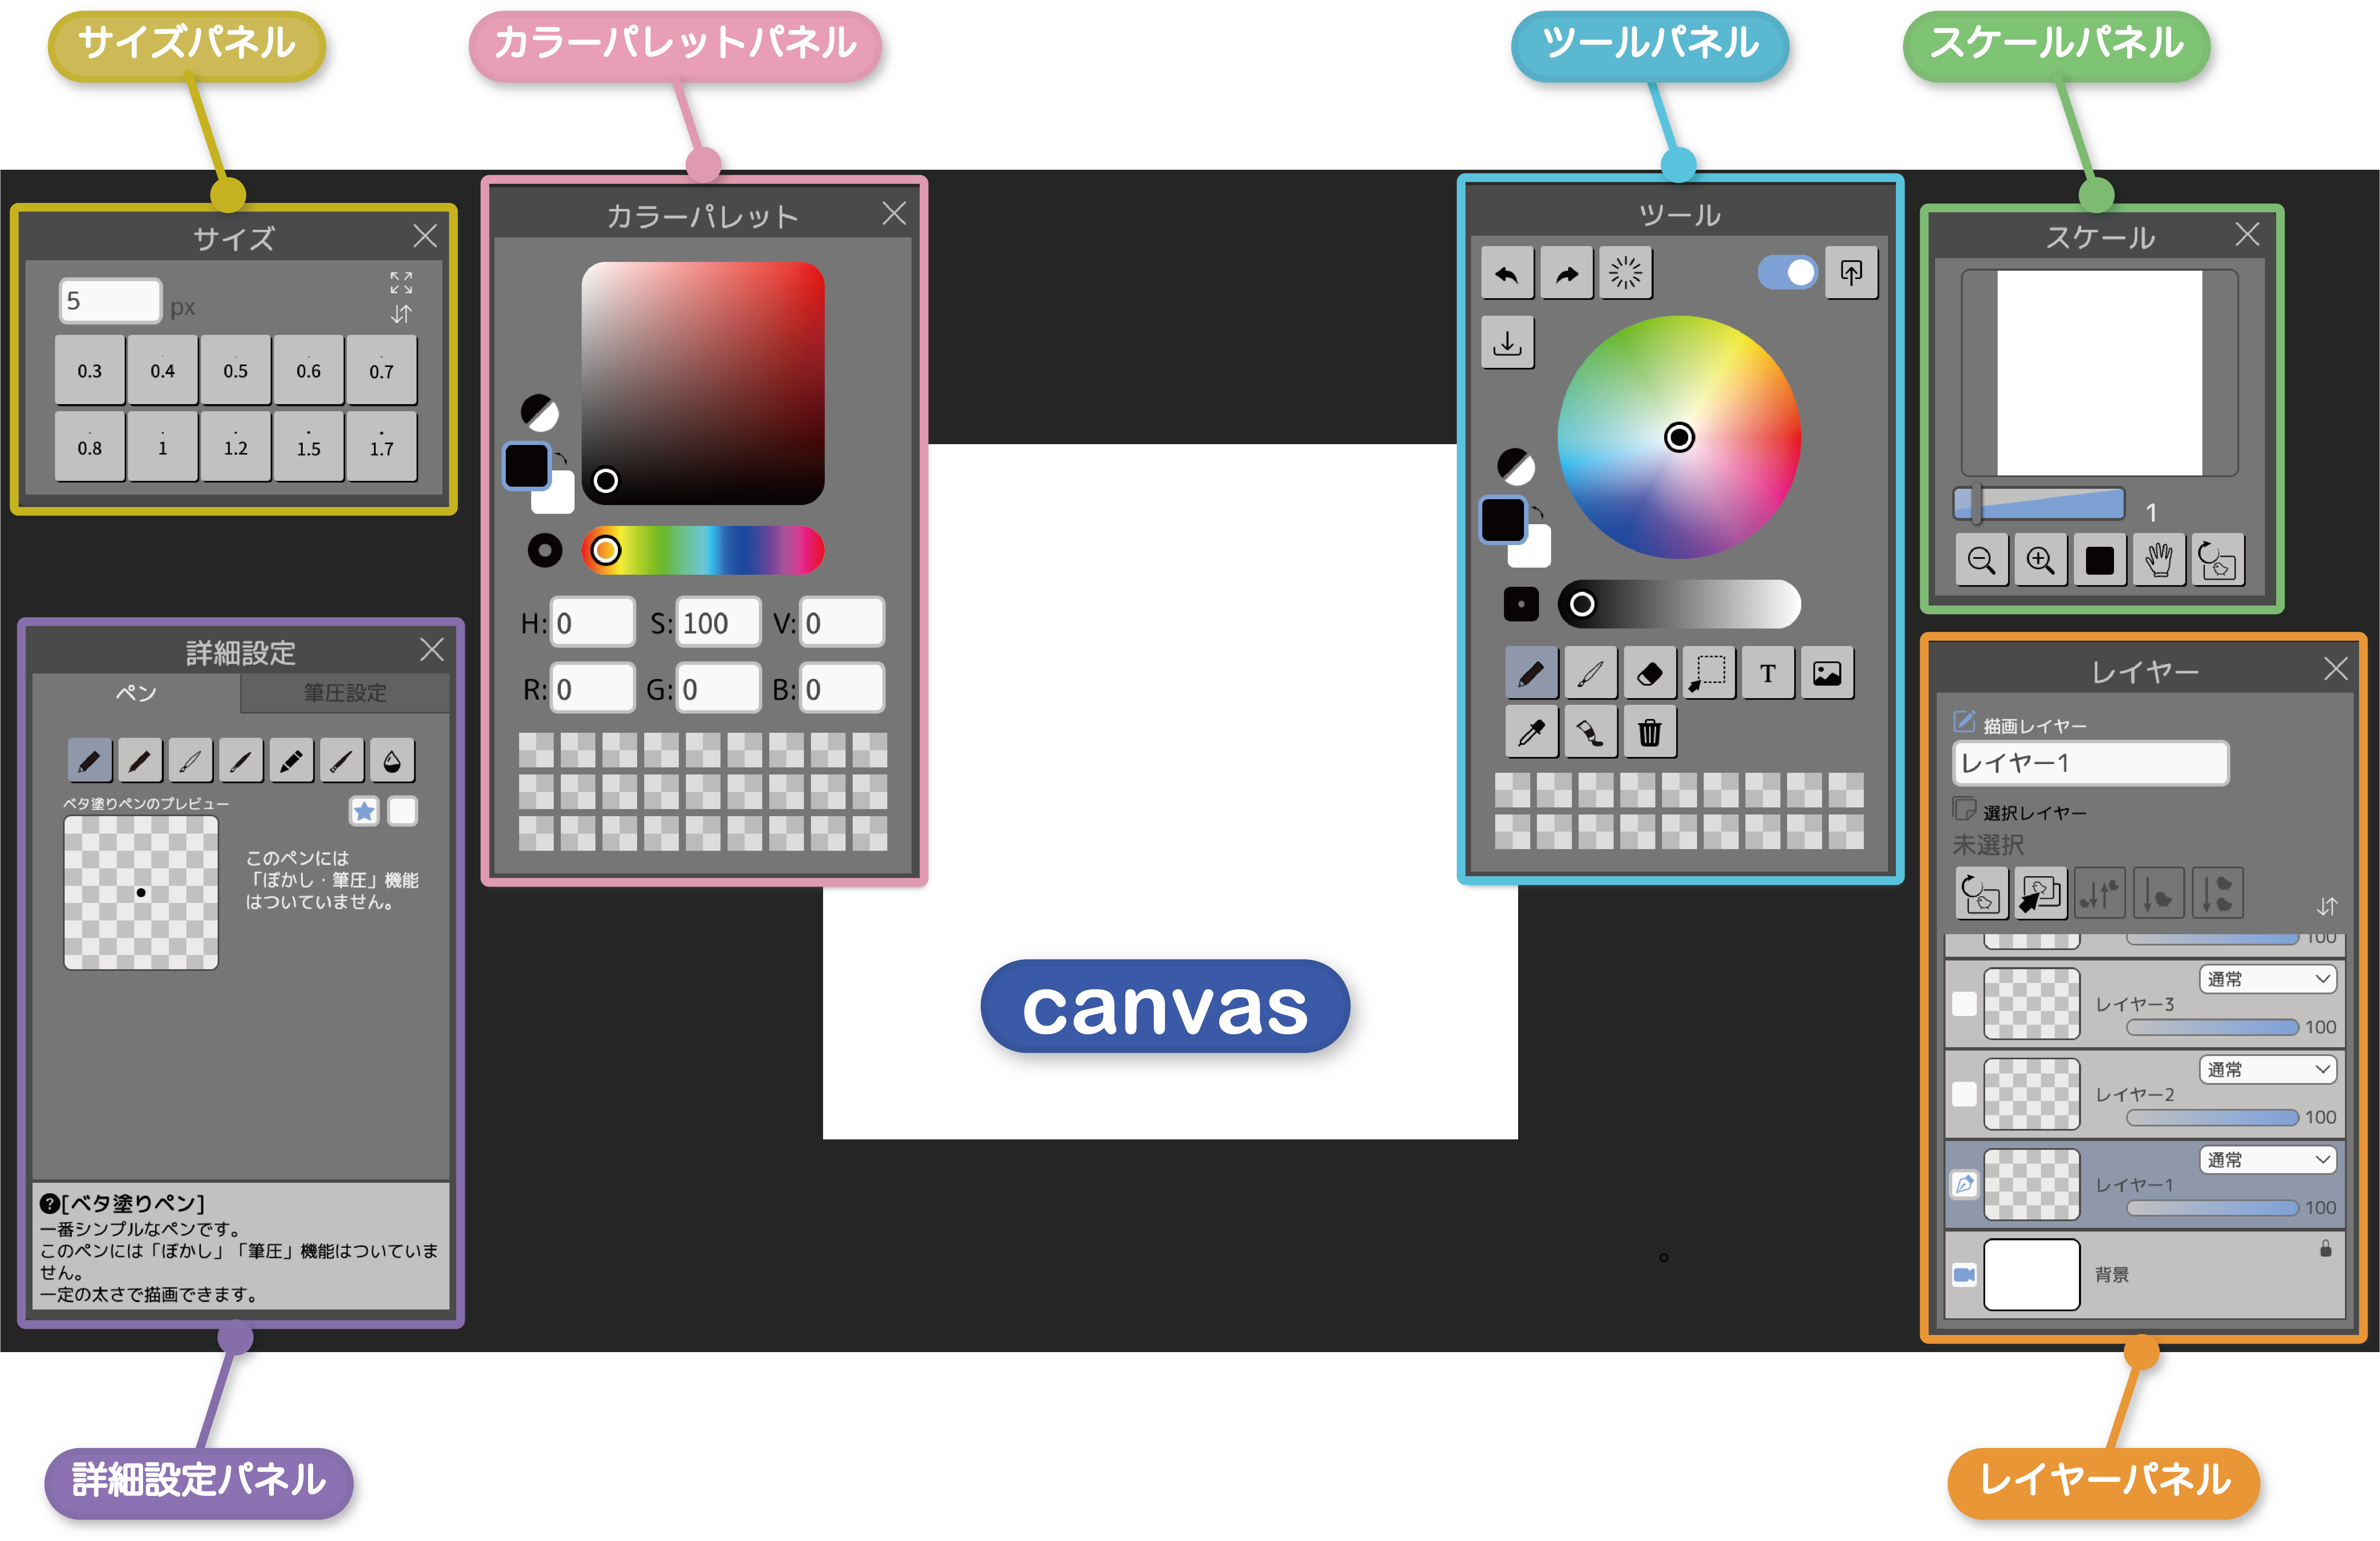 サイズパネル
カラーパレットパネル
ツールパネル
スケールパネル
サイズ
5 px
0.3 0.4 0.5 0.6 0.7
0.8 1 1.2 1.5 1.7
カラーパレット
H: 0 S: 100 V: 0
R: 0 G: 0 B: 0
ツール
T
スケール
1
詳細設定
ペン 筆圧設定
ベタ塗りペンのプレビュー
このペンには
「ぼかし・筆圧」機能
はついていません。
?[ベタ塗りペン]
一番シンプルなペンです。
このペンには「ぼかし」「筆圧」機能はついていま
せん。
一定の太さで描画できます。
canvas
レイヤー
描画レイヤー
レイヤー1
選択レイヤー
未選択
100
通常
レイヤー3
100
通常
レイヤー2
100
通常
レイヤー1
100
背景
詳細設定パネル
レイヤーパネル